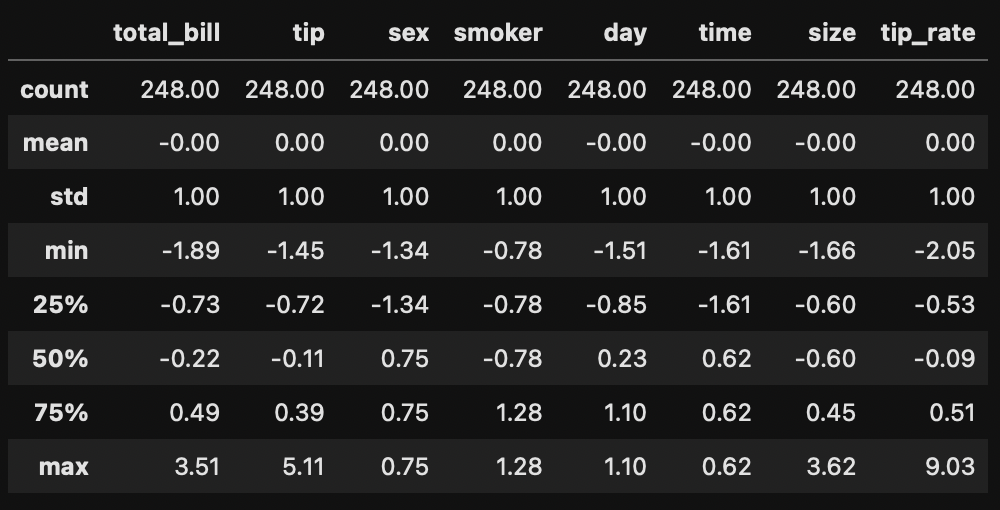 total_bill tip sex smoker day time size tip_rate
count 248.00 248.00 248.00 248.00 248.00 248.00 248.00 248.00
mean -0.00 0.00 0.00 0.00 -0.00 -0.00 -0.00 0.00
std 1.00 1.00 1.00 1.00 1.00 1.00 1.00 1.00
min -1.89 -1.45 -1.34 -0.78 -1.51 -1.61 -1.66 -2.05
25% -0.73 -0.72 -1.34 -0.78 -0.85 -1.61 -0.60 -0.53
50% -0.22 -0.11 0.75 -0.78 0.23 0.62 -0.60 -0.09
75% 0.49 0.39 0.75 1.28 1.10 0.62 0.45 0.51
max 3.51 5.11 0.75 1.28 1.10 0.62 3.62 9.03